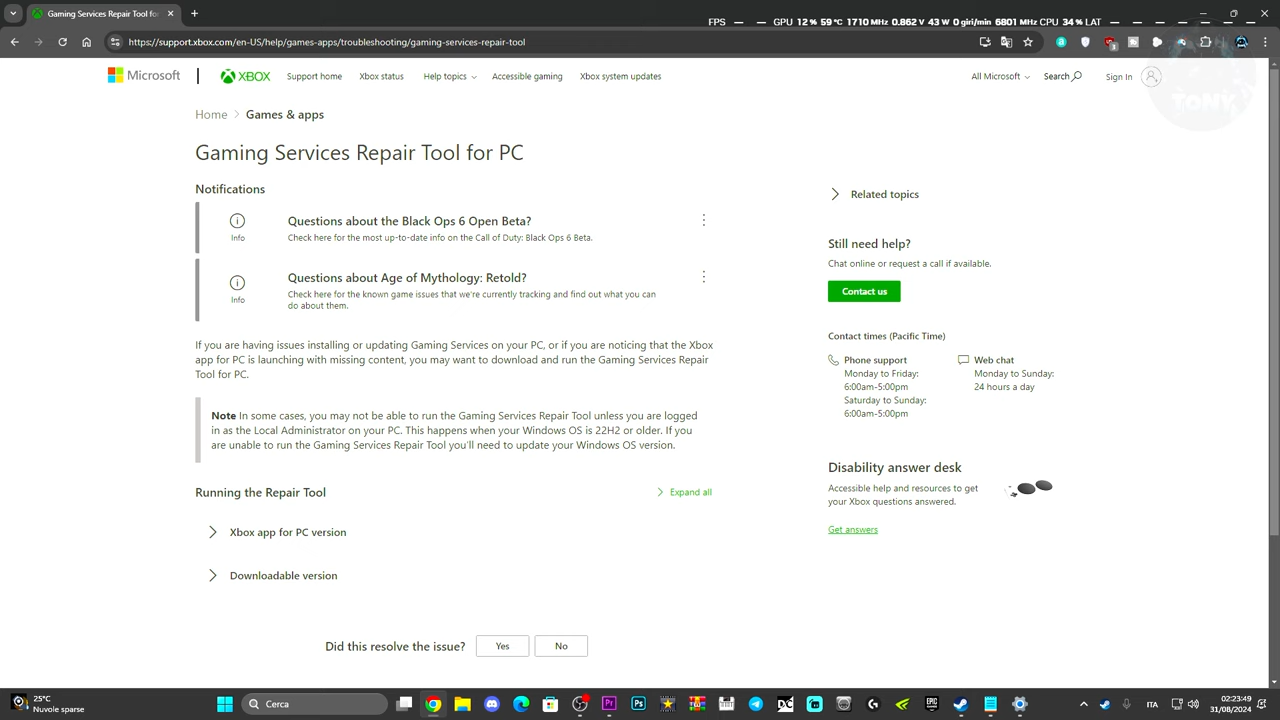 Gaming Services Repair Tool for
FPS — — GPU 12 % 59 °C 1710 MHz 0.862 V 43 W 0 giri/min 6801 MHz CPU 34 % LAT — —
https://support.xbox.com/en-US/help/games-apps/troubleshooting/gaming-services-repair-tool
Microsoft XBOX Support home Xbox status Help topics Accessible gaming Xbox system updates All Microsoft Search Sign In
TONY
Home Games & apps
Gaming Services Repair Tool for PC
Notifications
Questions about the Black Ops 6 Open Beta?
Info Check here for the most up-to-date info on the Call of Duty: Black Ops 6 Beta.
Questions about Age of Mythology: Retold?
Info Check here for the known game issues that we're currently tracking and find out what you can
do about them.
If you are having issues installing or updating Gaming Services on your PC, or if you are noticing that the Xbox
app for PC is launching with missing content, you may want to download and run the Gaming Services Repair
Tool for PC.
Note In some cases, you may not be able to run the Gaming Services Repair Tool unless you are logged
in as the Local Administrator on your PC. This happens when your Windows OS is 22H2 or older. If you
are unable to run the Gaming Services Repair Tool you'll need to update your Windows OS version.
Running the Repair Tool Expand all
Xbox app for PC version
Downloadable version
Did this resolve the issue? Yes No
Related topics
Still need help?
Chat online or request a call if available.
Contact us
Contact times (Pacific Time)
Phone support
Monday to Friday:
6:00am-5:00pm
Saturday to Sunday:
6:00am-5:00pm
Web chat
Monday to Sunday:
24 hours a day
Disability answer desk
Accessible help and resources to get
your Xbox questions answered.
Get answers
25°C
Nuvole sparse
Cerca
ITA
02:23:49
31/08/2024